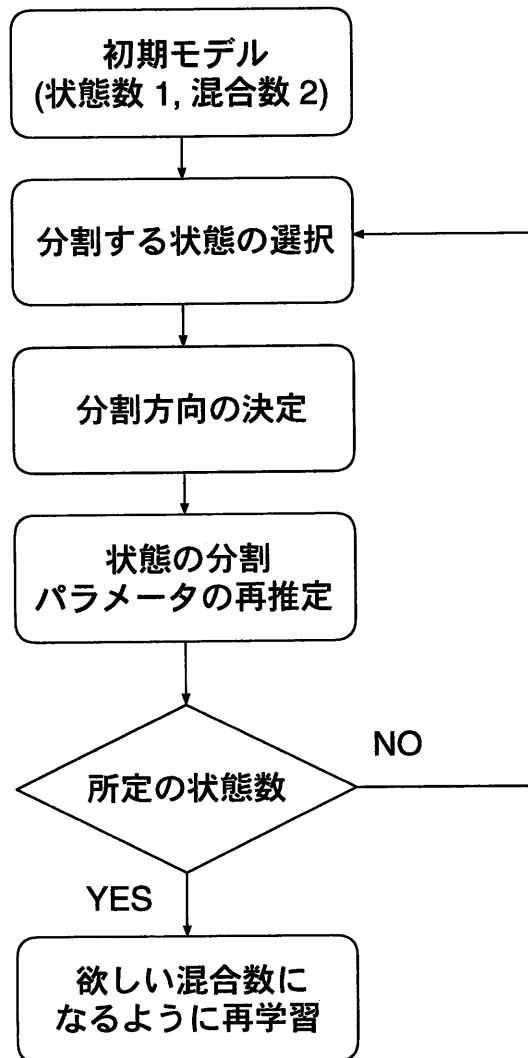 初期モデル
(状態数 1, 混合数 2)
分割する状態の選択
分割方向の決定
状態の分割
パラメータの再推定
所定の状態数
NO
YES
欲しい混合数に
なるように再学習